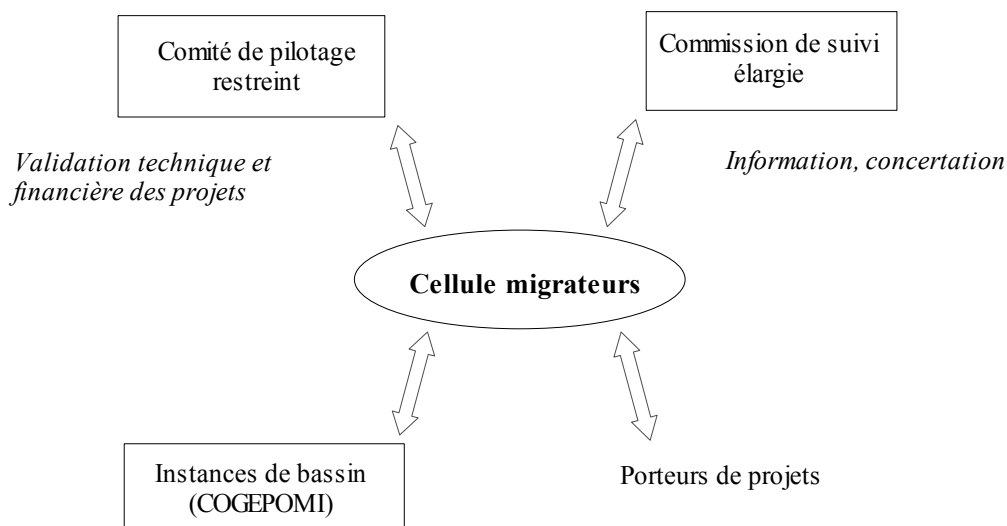 Comité de pilotage
restreint
Commission de suivi
élargie
Validation technique et
financière des projets
Information, concertation
Cellule migrateurs
Instances de bassin
(COGEPOMI)
Porteurs de projets